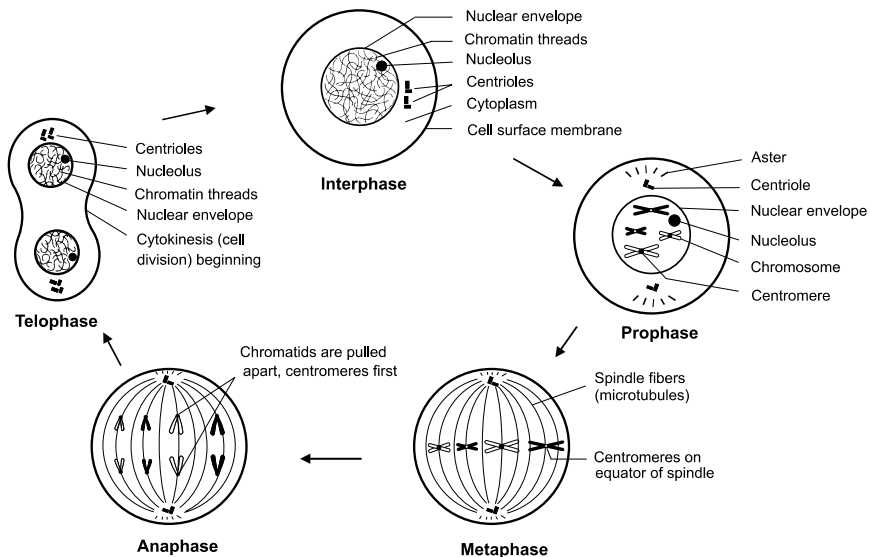 Nuclear envelope
Chromatin threads
Nucleolus
Centrioles
Cytoplasm
Cell surface membrane
Interphase
Aster
Centriole
Nuclear envelope
Nucleolus
Chromosome
Centromere
Prophase
Spindle fibers
(microtubules)
Centromeres on
equator of spindle
Metaphase
Chromatids are pulled
apart, centromeres first
Anaphase
Centrioles
Nucleolus
Chromatin threads
Nuclear envelope
Cytokinesis (cell
division) beginning
Telophase